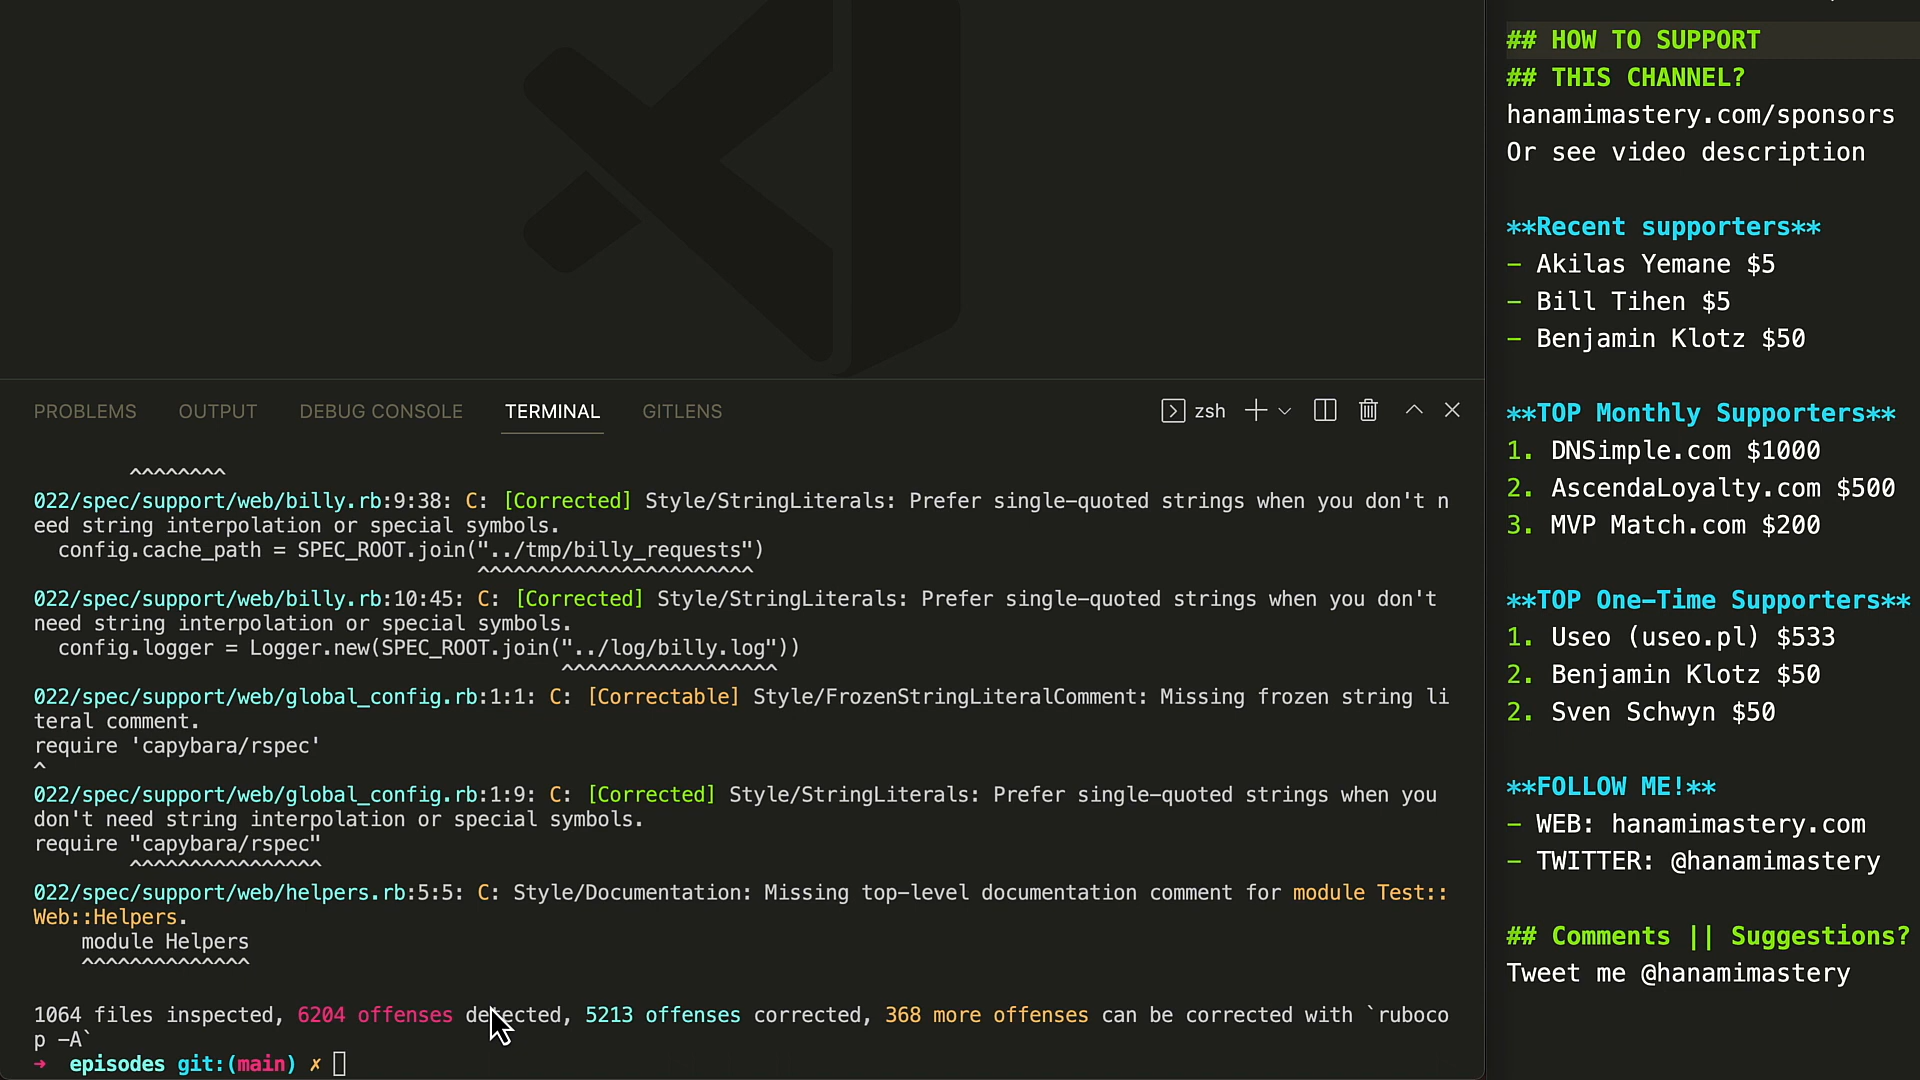 PROBLEMS OUTPUT DEBUG CONSOLE TERMINAL GITLENS zsh
^^^^^^^^
022/spec/support/web/billy.rb:9:38: C: [Corrected] Style/StringLiterals: Prefer single-quoted strings when you don't n
eed string interpolation or special symbols.
  config.cache_path = SPEC_ROOT.join("../tmp/billy_requests")
^^^^^^^^^^^^^^^^^^^^^^^
022/spec/support/web/billy.rb:10:45: C: [Corrected] Style/StringLiterals: Prefer single-quoted strings when you don't
need string interpolation or special symbols.
  config.logger = Logger.new(SPEC_ROOT.join("../log/billy.log"))
^^^^^^^^^^^^^^^^^^
022/spec/support/web/global_config.rb:1:1: C: [Correctable] Style/FrozenStringLiteralComment: Missing frozen string li
teral comment.
require 'capybara/rspec'
^
022/spec/support/web/global_config.rb:1:9: C: [Corrected] Style/StringLiterals: Prefer single-quoted strings when you
don't need string interpolation or special symbols.
require "capybara/rspec"
^^^^^^^^^^^^^^^^
022/spec/support/web/helpers.rb:5:5: C: Style/Documentation: Missing top-level documentation comment for module Test::
Web::Helpers.
    module Helpers
^^^^^^^^^^^^^^
1064 files inspected, 6204 offenses detected, 5213 offenses corrected, 368 more offenses can be corrected with `ruboco
p -A`
➜  episodes git:(main) ✗
## HOW TO SUPPORT
## THIS CHANNEL?
hanamimastery.com/sponsors
Or see video description
**Recent supporters**
- Akilas Yemane $5
- Bill Tihen $5
- Benjamin Klotz $50
**TOP Monthly Supporters**
1. DNSimple.com $1000
2. AscendaLoyalty.com $500
3. MVP Match.com $200
**TOP One-Time Supporters**
1. Useo (useo.pl) $533
2. Benjamin Klotz $50
2. Sven Schwyn $50
**FOLLOW ME!**
- WEB: hanamimastery.com
- TWITTER: @hanamimastery
## Comments || Suggestions?
Tweet me @hanamimastery